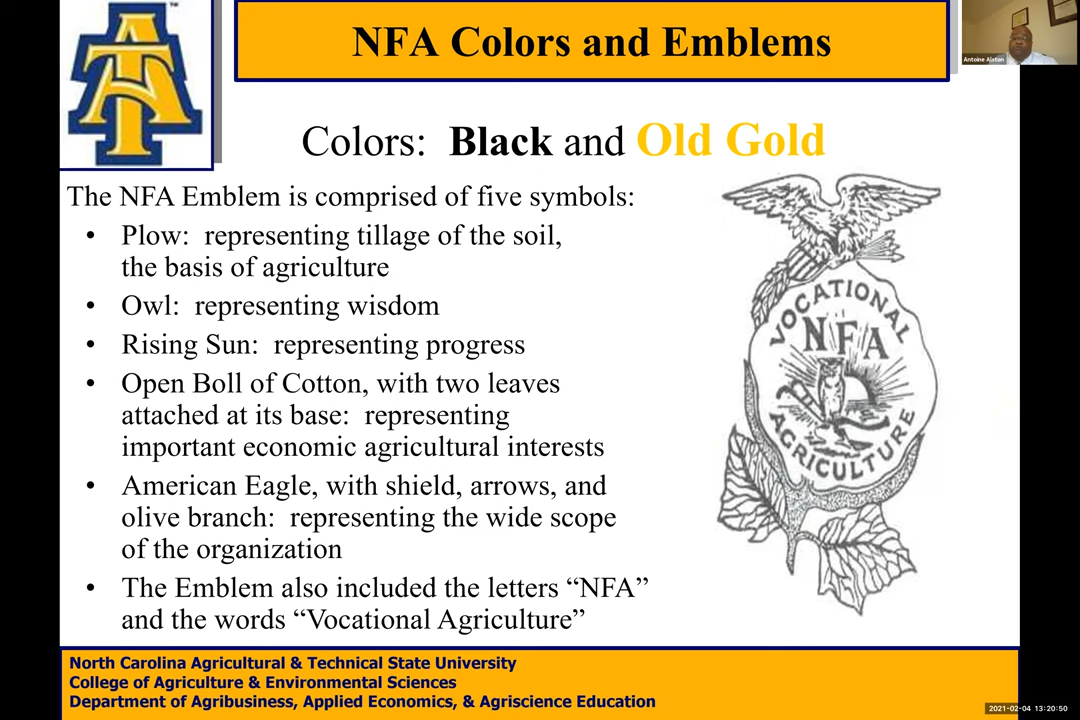 NFA Colors and Emblems
Antoine Alston
Colors: Black and Old Gold
The NFA Emblem is comprised of five symbols:
• Plow: representing tillage of the soil,
the basis of agriculture
• Owl: representing wisdom
• Rising Sun: representing progress
• Open Boll of Cotton, with two leaves
attached at its base: representing
important economic agricultural interests
• American Eagle, with shield, arrows, and
olive branch: representing the wide scope
of the organization
• The Emblem also included the letters “NFA”
and the words “Vocational Agriculture”
VOCATIONAL
NFA
AGRICULTURE
North Carolina Agricultural & Technical State University
College of Agriculture & Environmental Sciences
Department of Agribusiness, Applied Economics, & Agriscience Education
2021-02-04 13:20:50